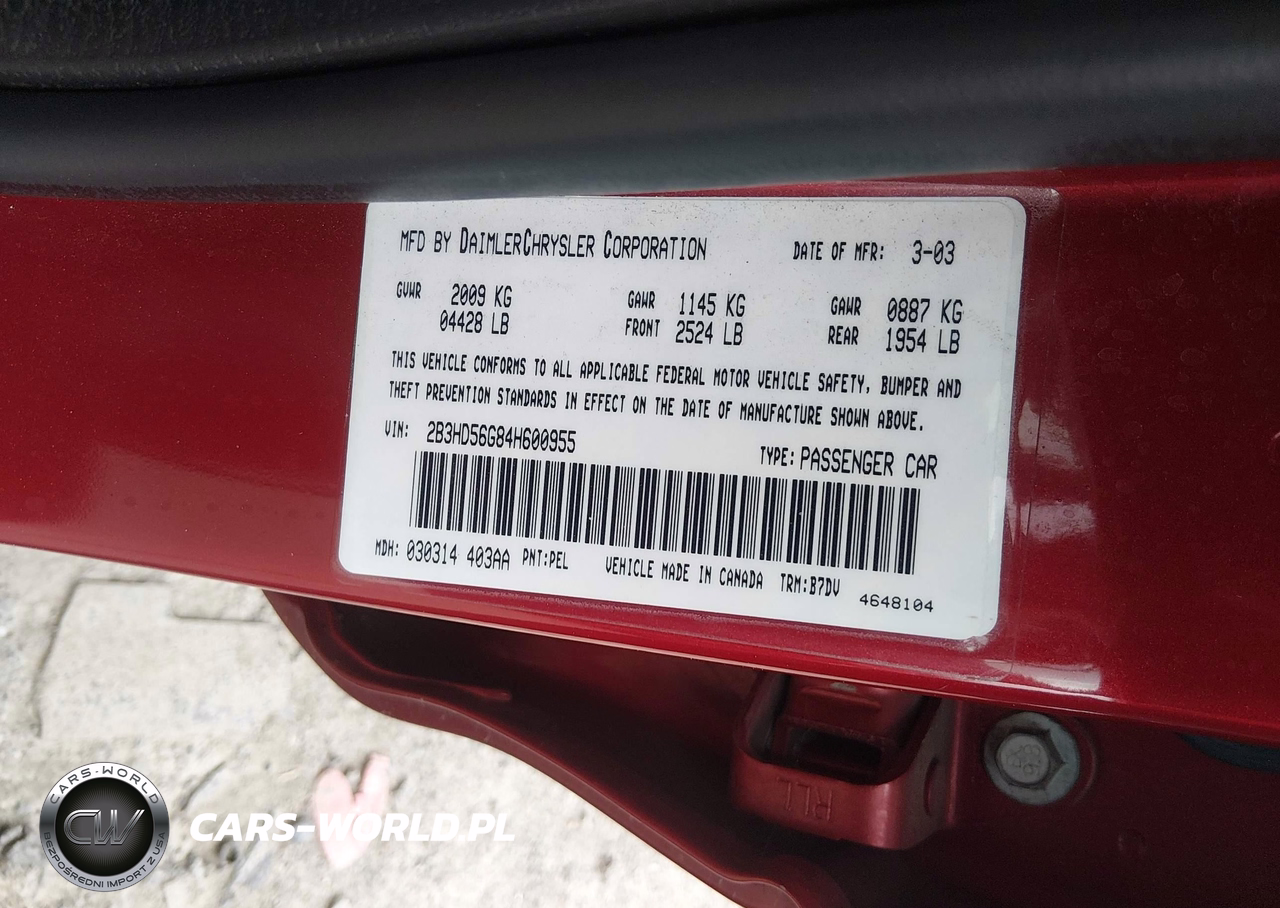 MFD BY DAIMLERCHRYSLER CORPORATION DATE OF MFR: 3-03
GVWR 2009 KG GAWR 1145 KG GAWR 0887 KG
04428 LB FRONT 2524 LB REAR 1954 LB
THIS VEHICLE CONFORMS TO ALL APPLICABLE FEDERAL MOTOR VEHICLE SAFETY, BUMPER AND
THEFT PREVENTION STANDARDS IN EFFECT ON THE DATE OF MANUFACTURE SHOWN ABOVE.
VIN: 2B3HD56G84H600955 TYPE: PASSENGER CAR
MDH: 030314 403AA PNT:PEL VEHICLE MADE IN CANADA TRM:B7DV
4648104
RLL
CARS-WORLD
CW
BEZPOŚREDNI IMPORT Z USA
CARS-WORLD.PL